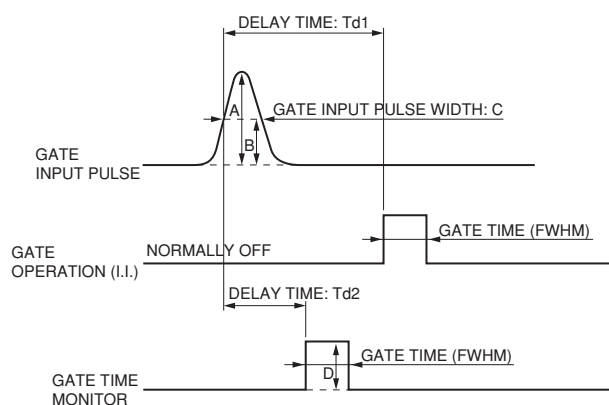 DELAY TIME: Td1
A
GATE INPUT PULSE WIDTH: C
B
GATE
INPUT PULSE
GATE TIME (FWHM)
NORMALLY OFF
GATE
OPERATION (I.I.)
DELAY TIME: Td2
GATE TIME (FWHM)
D
GATE TIME
MONITOR